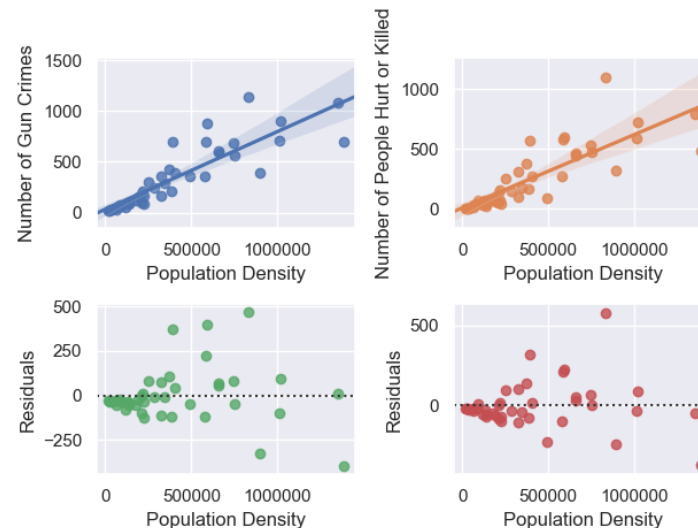 Number of Gun Crimes
1500
1000
500
0
0 500000 1000000
Population Density
Number of People Hurt or Killed
1000
500
0
0 500000 1000000
Population Density
Residuals
500
250
0
−250
0 500000 1000000
Population Density
Residuals
500
0
0 500000 1000000
Population Density